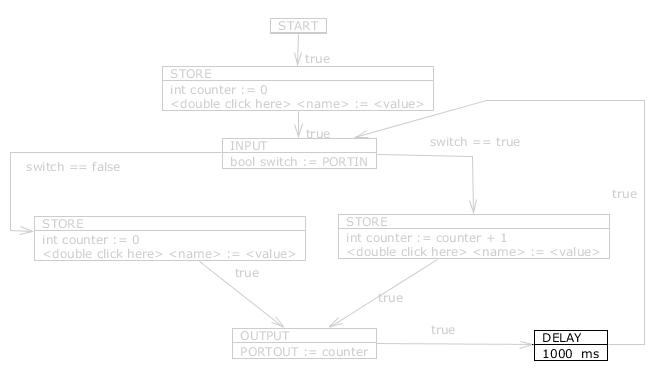 START
true
STORE
int counter := 0
<double click here> <name> := <value>
true
INPUT
bool switch := PORTIN
switch == true
switch == false
true
STORE
int counter := 0
<double click here> <name> := <value>
STORE
int counter := counter + 1
<double click here> <name> := <value>
true
true
OUTPUT
PORTOUT := counter
true
DELAY
1000 ms